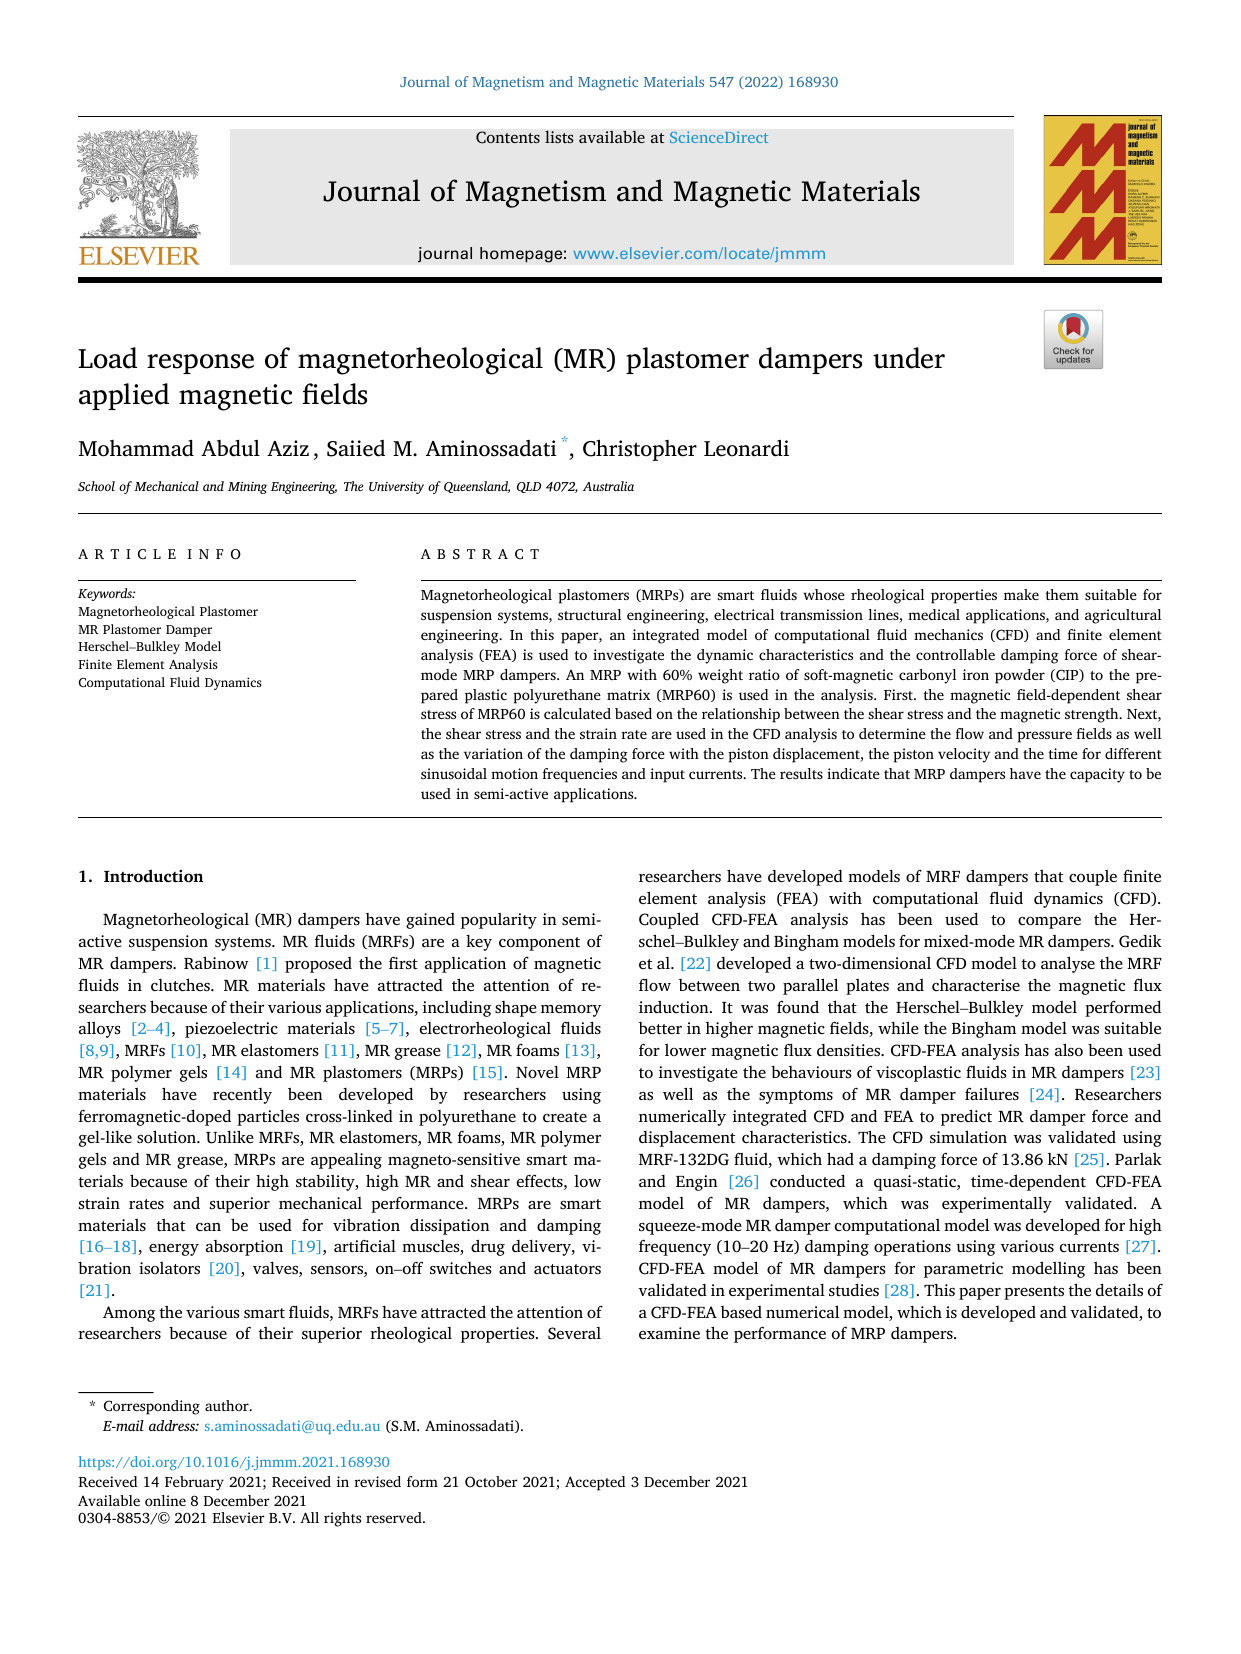 Journal of Magnetism and Magnetic Materials 547 (2022) 168930
Contents lists available at ScienceDirect
Journal of Magnetism and Magnetic Materials
journal homepage: www.elsevier.com/locate/jmmm
ELSEVIER
journal of
magnetism
and
magnetic
materials
Check for
updates
Load response of magnetorheological (MR) plastomer dampers under
applied magnetic fields
Mohammad Abdul Aziz, Saiied M. Aminossadati *, Christopher Leonardi
School of Mechanical and Mining Engineering, The University of Queensland, QLD 4072, Australia
ARTICLE INFO
Keywords:
Magnetorheological Plastomer
MR Plastomer Damper
Herschel–Bulkley Model
Finite Element Analysis
Computational Fluid Dynamics
ABSTRACT
Magnetorheological plastomers (MRPs) are smart fluids whose rheological properties make them suitable for
suspension systems, structural engineering, electrical transmission lines, medical applications, and agricultural
engineering. In this paper, an integrated model of computational fluid mechanics (CFD) and finite element
analysis (FEA) is used to investigate the dynamic characteristics and the controllable damping force of shear-
mode MRP dampers. An MRP with 60% weight ratio of soft-magnetic carbonyl iron powder (CIP) to the pre-
pared plastic polyurethane matrix (MRP60) is used in the analysis. First. the magnetic field-dependent shear
stress of MRP60 is calculated based on the relationship between the shear stress and the magnetic strength. Next,
the shear stress and the strain rate are used in the CFD analysis to determine the flow and pressure fields as well
as the variation of the damping force with the piston displacement, the piston velocity and the time for different
sinusoidal motion frequencies and input currents. The results indicate that MRP dampers have the capacity to be
used in semi-active applications.
1. Introduction
Magnetorheological (MR) dampers have gained popularity in semi-
active suspension systems. MR fluids (MRFs) are a key component of
MR dampers. Rabinow [1] proposed the first application of magnetic
fluids in clutches. MR materials have attracted the attention of re-
searchers because of their various applications, including shape memory
alloys [2–4], piezoelectric materials [5–7], electrorheological fluids
[8,9], MRFs [10], MR elastomers [11], MR grease [12], MR foams [13],
MR polymer gels [14] and MR plastomers (MRPs) [15]. Novel MRP
materials have recently been developed by researchers using
ferromagnetic-doped particles cross-linked in polyurethane to create a
gel-like solution. Unlike MRFs, MR elastomers, MR foams, MR polymer
gels and MR grease, MRPs are appealing magneto-sensitive smart ma-
terials because of their high stability, high MR and shear effects, low
strain rates and superior mechanical performance. MRPs are smart
materials that can be used for vibration dissipation and damping
[16–18], energy absorption [19], artificial muscles, drug delivery, vi-
bration isolators [20], valves, sensors, on–off switches and actuators
[21].
Among the various smart fluids, MRFs have attracted the attention of
researchers because of their superior rheological properties. Several
researchers have developed models of MRF dampers that couple finite
element analysis (FEA) with computational fluid dynamics (CFD).
Coupled CFD-FEA analysis has been used to compare the Her-
schel–Bulkley and Bingham models for mixed-mode MR dampers. Gedik
et al. [22] developed a two-dimensional CFD model to analyse the MRF
flow between two parallel plates and characterise the magnetic flux
induction. It was found that the Herschel–Bulkley model performed
better in higher magnetic fields, while the Bingham model was suitable
for lower magnetic flux densities. CFD-FEA analysis has also been used
to investigate the behaviours of viscoplastic fluids in MR dampers [23]
as well as the symptoms of MR damper failures [24]. Researchers
numerically integrated CFD and FEA to predict MR damper force and
displacement characteristics. The CFD simulation was validated using
MRF-132DG fluid, which had a damping force of 13.86 kN [25]. Parlak
and Engin [26] conducted a quasi-static, time-dependent CFD-FEA
model of MR dampers, which was experimentally validated. A
squeeze-mode MR damper computational model was developed for high
frequency (10–20 Hz) damping operations using various currents [27].
CFD-FEA model of MR dampers for parametric modelling has been
validated in experimental studies [28]. This paper presents the details of
a CFD-FEA based numerical model, which is developed and validated, to
examine the performance of MRP dampers.
* Corresponding author.
E-mail address: s.aminossadati@uq.edu.au (S.M. Aminossadati).
https://doi.org/10.1016/j.jmmm.2021.168930
Received 14 February 2021; Received in revised form 21 October 2021; Accepted 3 December 2021
Available online 8 December 2021
0304-8853/© 2021 Elsevier B.V. All rights reserved.